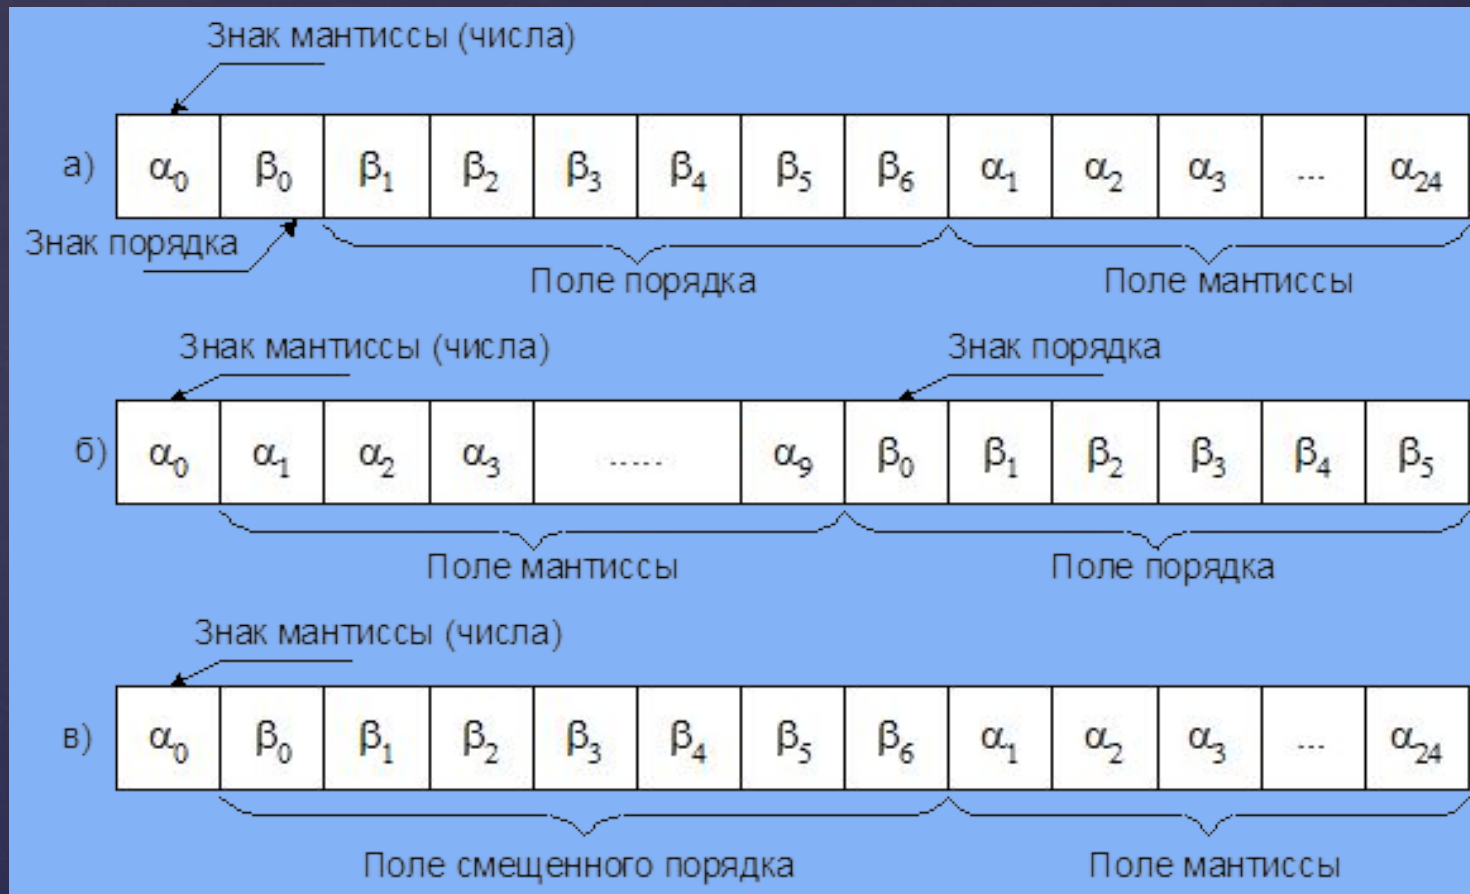 Знак мантиссы (числа)
а) α₀ β₀ β₁ β₂ β₃ β₄ β₅ β₆ α₁ α₂ α₃ ... α₂₄
Знак порядка
Поле порядка Поле мантиссы
Знак мантиссы (числа) Знак порядка
б) α₀ α₁ α₂ α₃ ...... α₉ β₀ β₁ β₂ β₃ β₄ β₅
Поле мантиссы Поле порядка
Знак мантиссы (числа)
в) α₀ β₀ β₁ β₂ β₃ β₄ β₅ β₆ α₁ α₂ α₃ ... α₂₄
Поле смещенного порядка Поле мантиссы